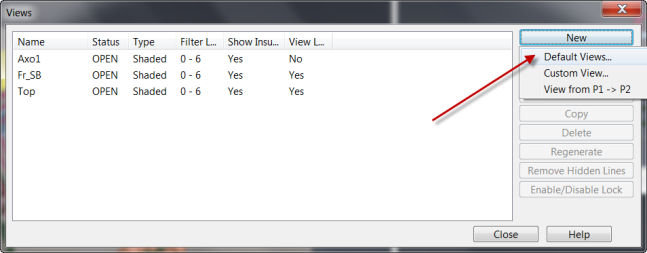 Views
Name Status Type Filter L... Show Insu... View L...
Axo1 OPEN Shaded 0 - 6 Yes No
Fr_SB OPEN Shaded 0 - 6 Yes Yes
Top OPEN Shaded 0 - 6 Yes Yes
New
Default Views...
Custom View...
View from P1 -> P2
Copy
Delete
Regenerate
Remove Hidden Lines
Enable/Disable Lock
Close Help